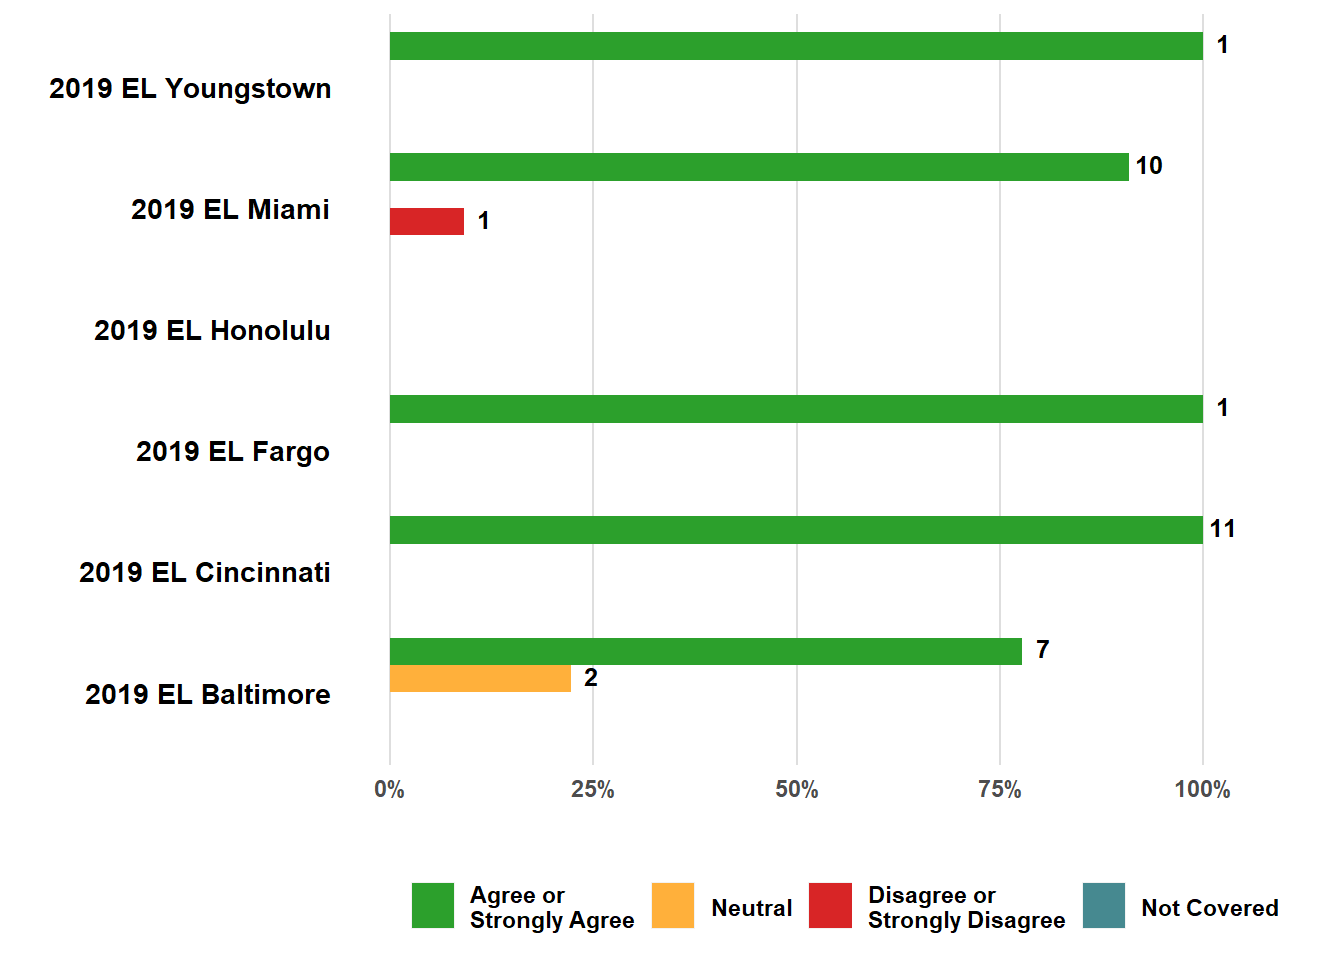 1
2019 EL Youngstown
10
2019 EL Miami
1
2019 EL Honolulu
1
2019 EL Fargo
11
2019 EL Cincinnati
7
2
2019 EL Baltimore
0% 25% 50% 75% 100%
Agree or
Strongly Agree
Neutral
Disagree or
Strongly Disagree
Not Covered